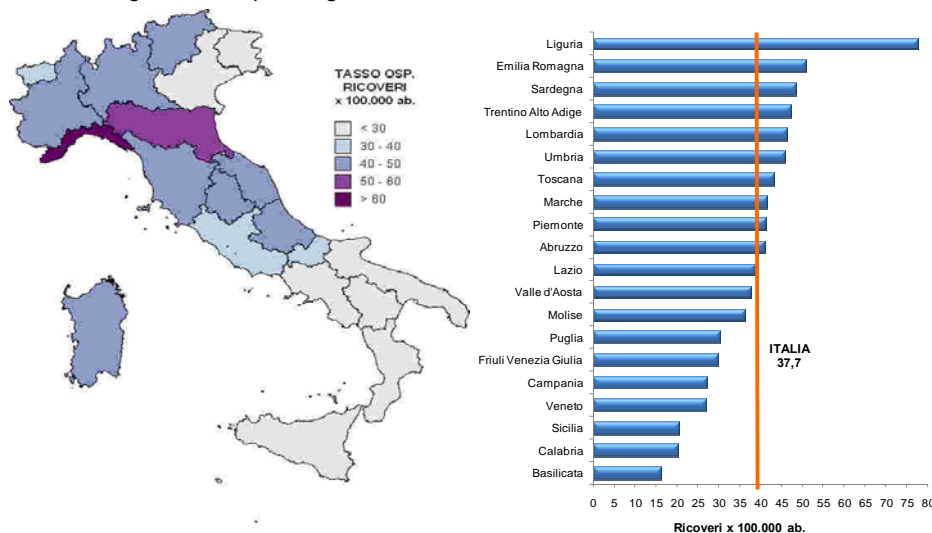 TASSO OSP.
RICOVERI
x 100.000 ab.
< 30
30 - 40
40 - 50
50 - 60
> 60
Liguria
Emilia Romagna
Sardegna
Trentino Alto Adige
Lombardia
Umbria
Toscana
Marche
Piemonte
Abruzzo
Lazio
Valle d'Aosta
Molise
Puglia
Friuli Venezia Giulia
Campania
Veneto
Sicilia
Calabria
Basilicata
ITALIA
37,7
0 5 10 15 20 25 30 35 40 45 50 55 60 65 70 75 80
Ricoveri x 100.000 ab.